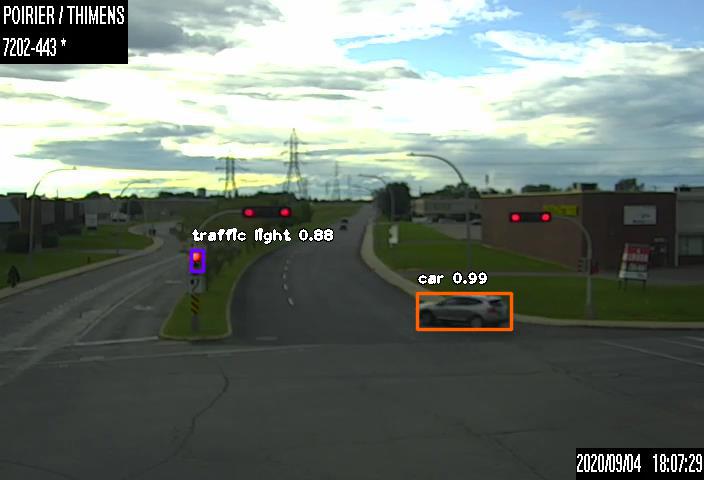 POIRIER / THIMENS
7202-443 *
traffic light 0.88
car 0.99
2020/09/04 18:07:29